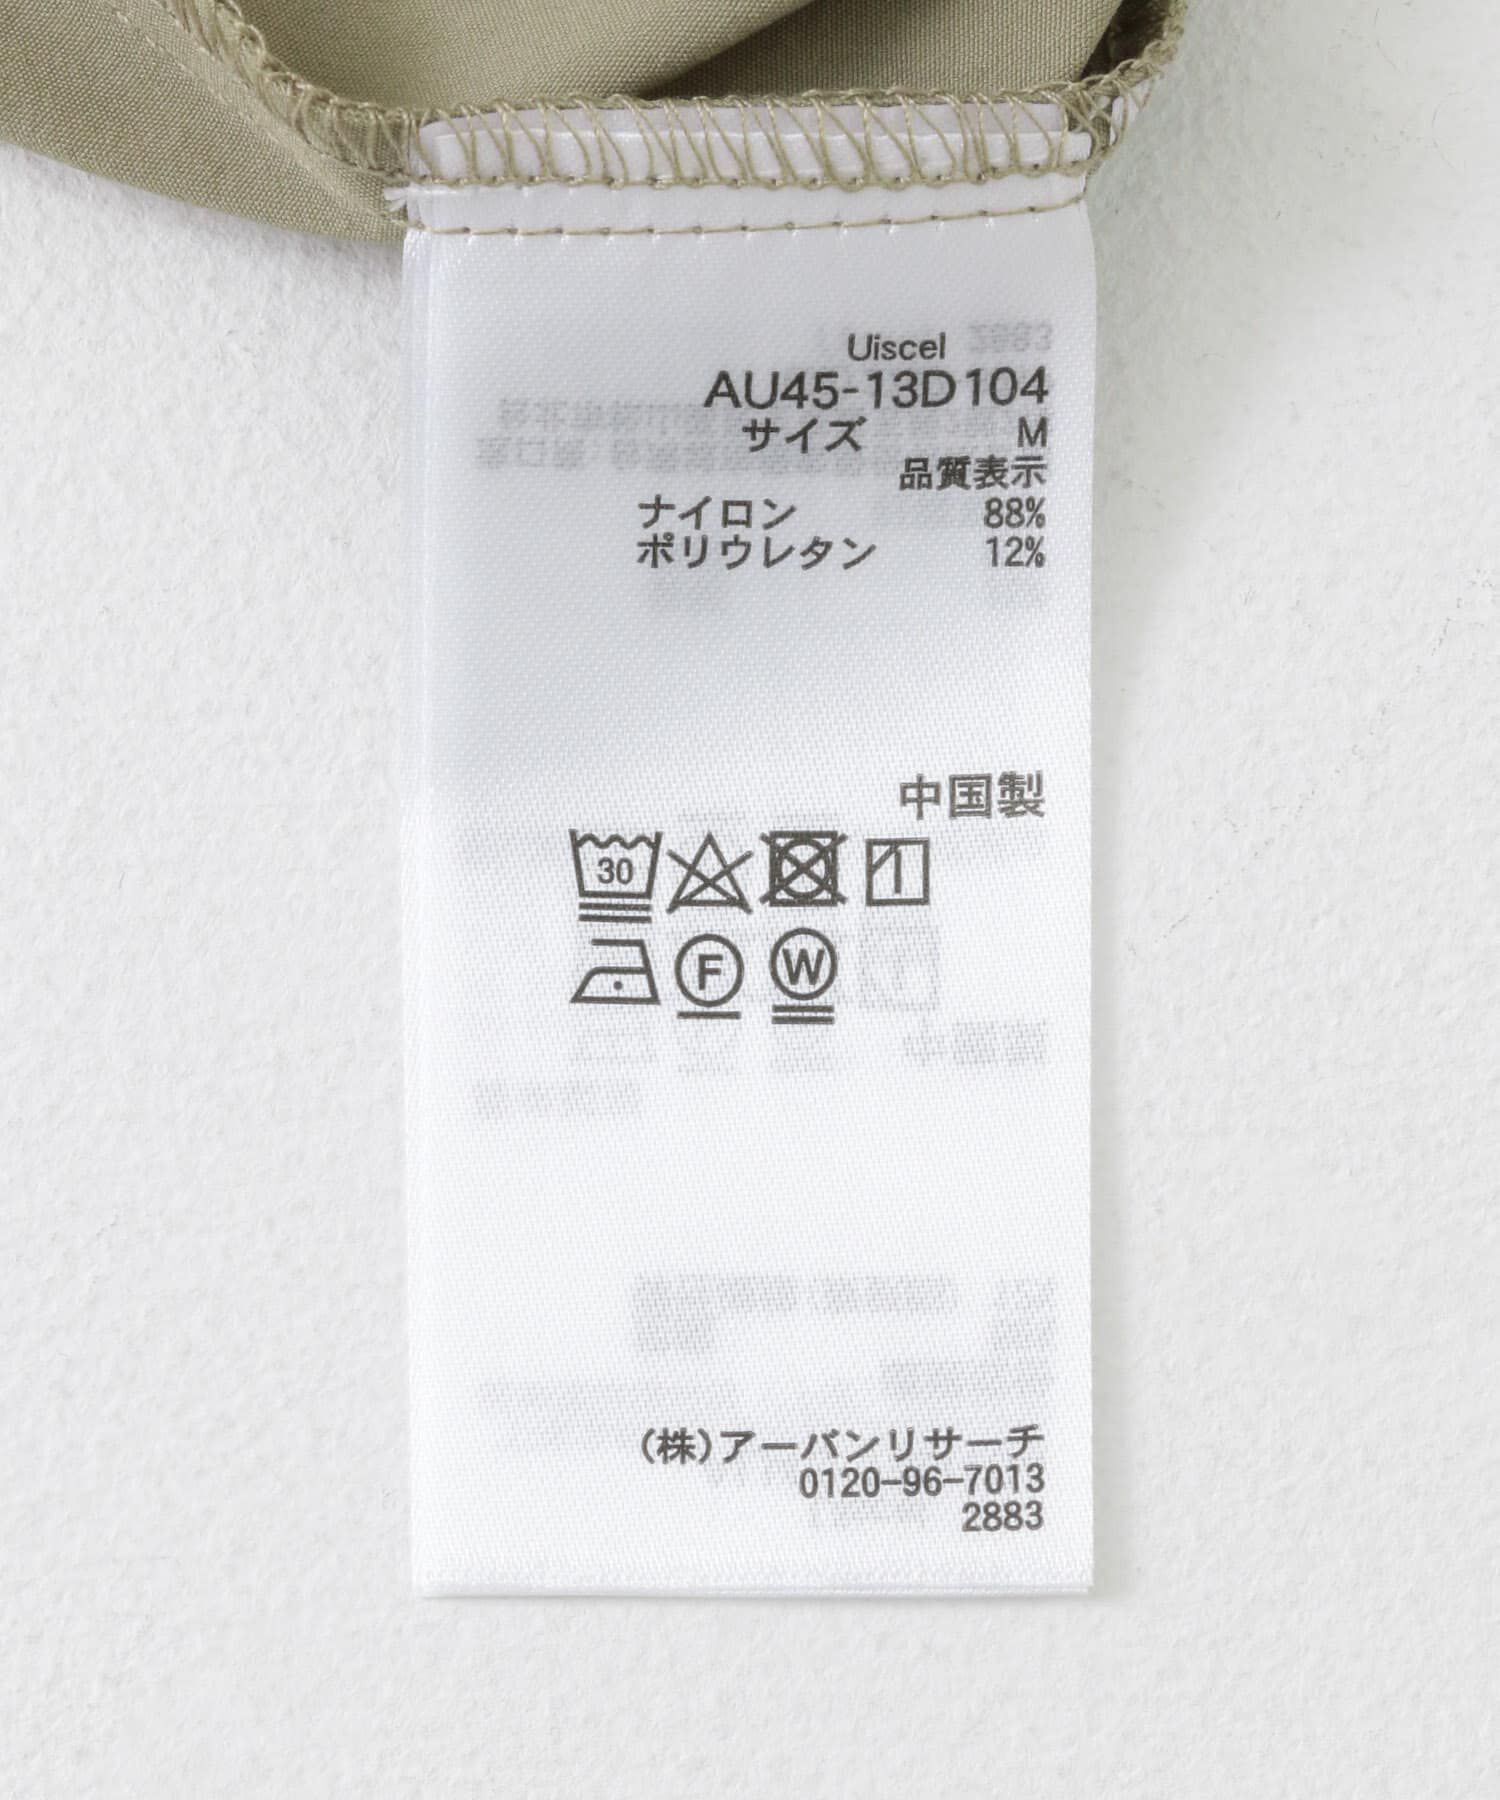 Uiscel
AU45-13D104
サイズ M
品質表示
ナイロン 88%
ポリウレタン 12%
中国製
30
F W
(株)アーバンリサーチ
0120-96-7013
2883